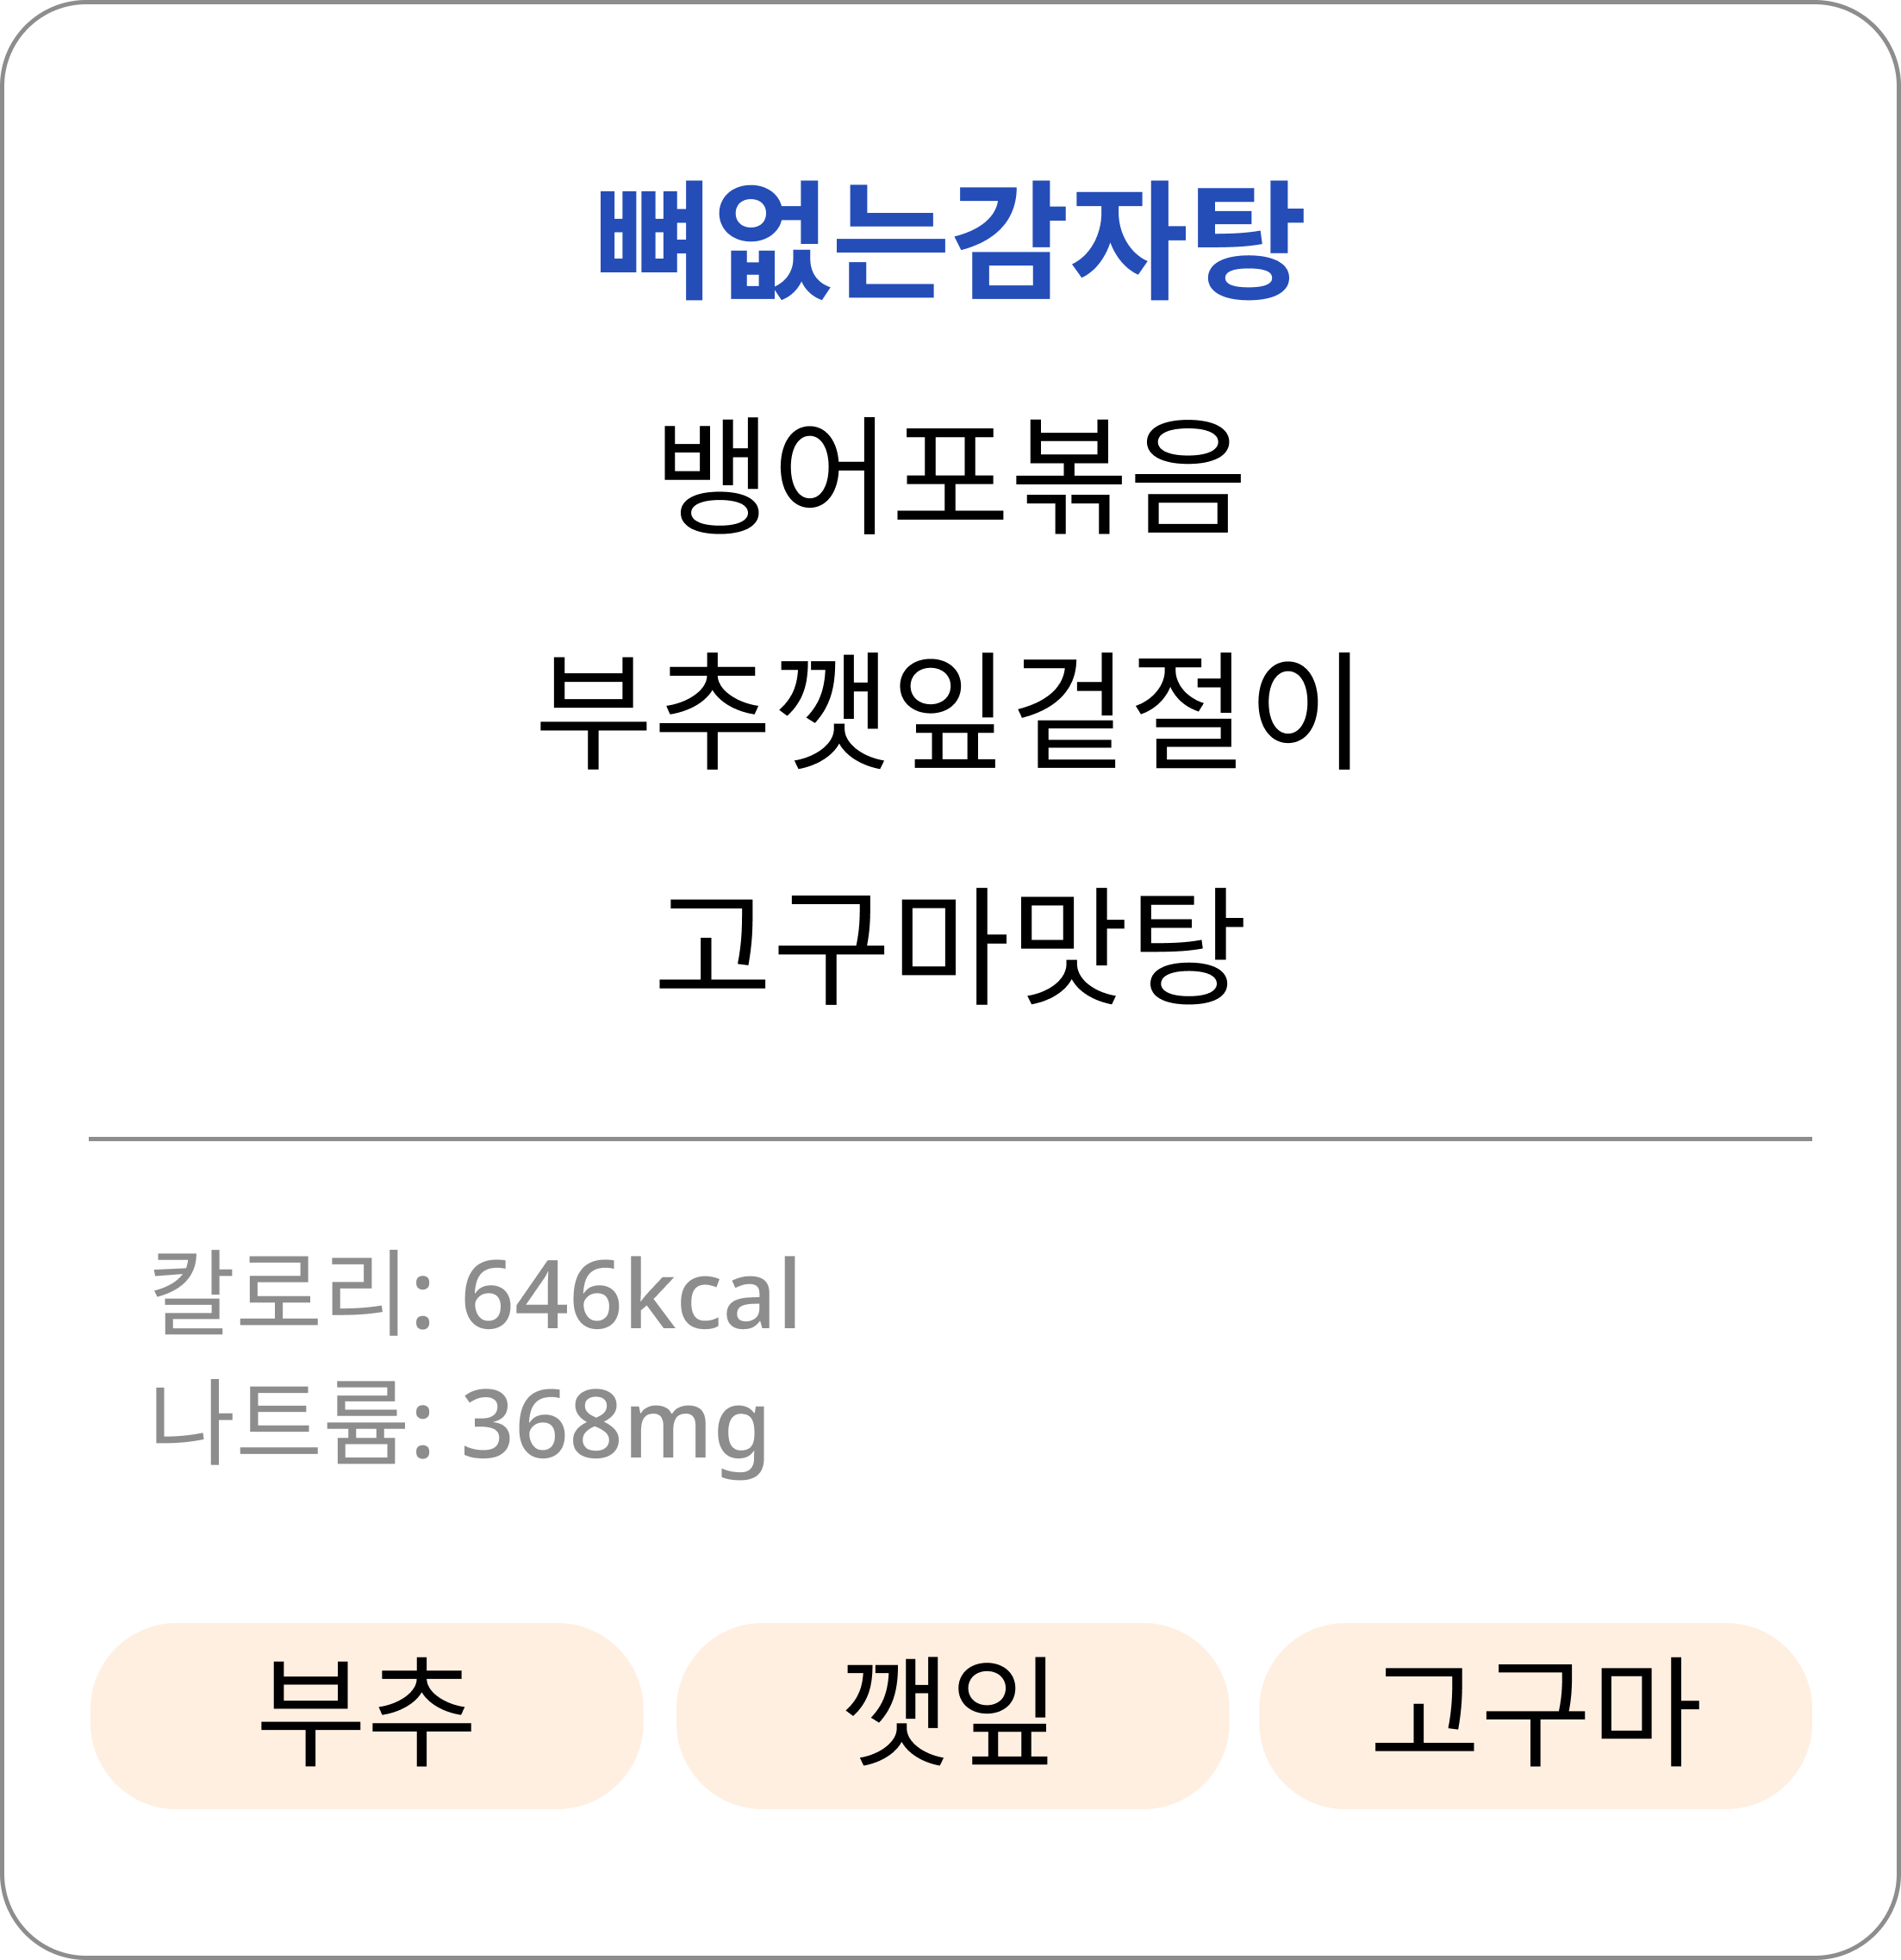 뼈없는감자탕
뱅어포볶음
부추깻잎겉절이
고구마맛탕
칼로리: 646kcal
나트륨: 368mg
부추 깻잎 고구마